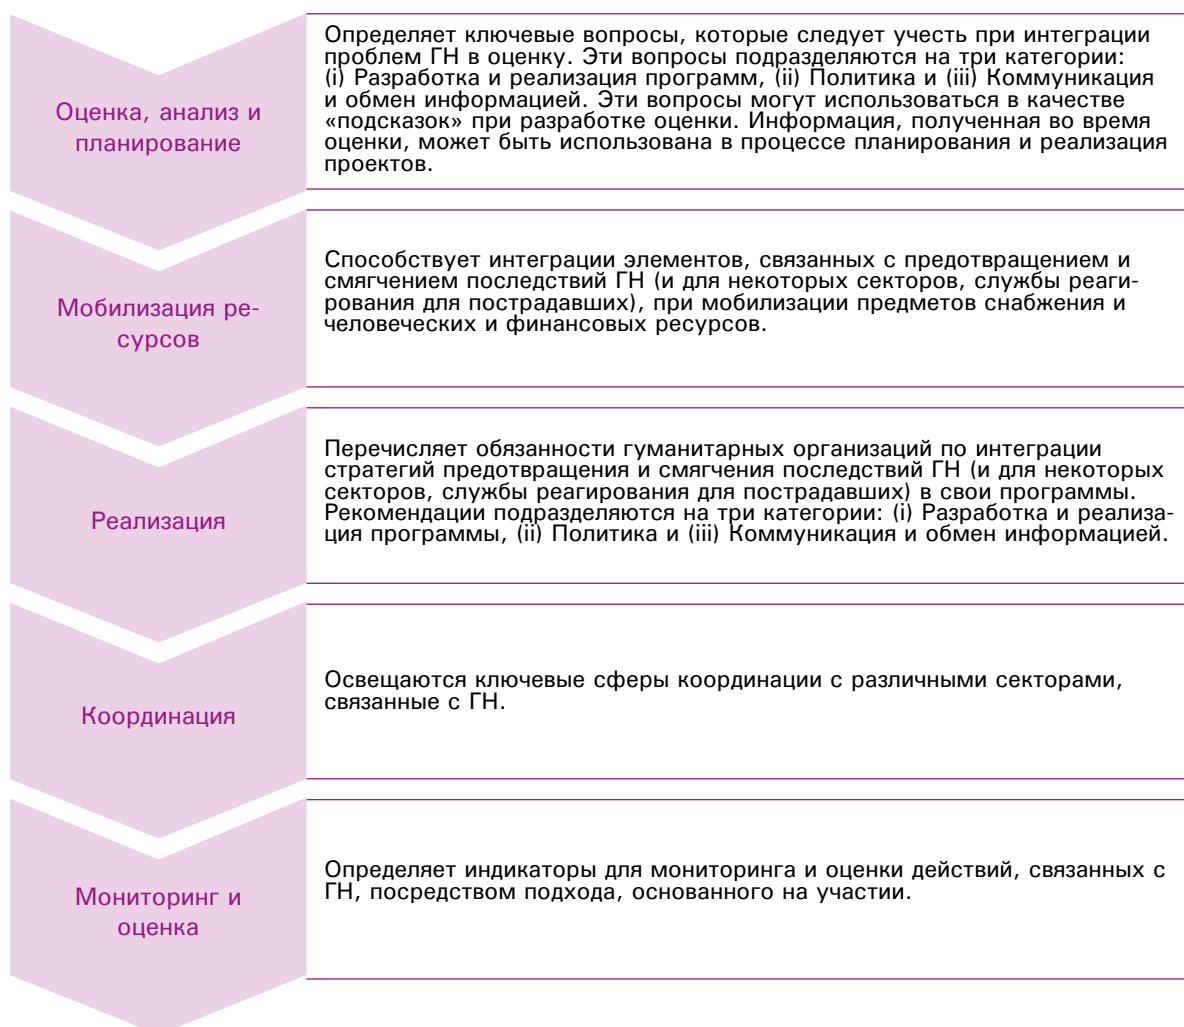 Оценка, анализ и
планирование
Определяет ключевые вопросы, которые следует учесть при интеграции
проблем ГН в оценку. Эти вопросы подразделяются на три категории:
(i) Разработка и реализация программ, (ii) Политика и (iii) Коммуникация
и обмен информацией. Эти вопросы могут использоваться в качестве
«подсказок» при разработке оценки. Информация, полученная во время
оценки, может быть использована в процессе планирования и реализация
проектов.
Мобилизация ре-
сурсов
Способствует интеграции элементов, связанных с предотвращением и
смягчением последствий ГН (и для некоторых секторов, службы реаги-
рования для пострадавших), при мобилизации предметов снабжения и
человеческих и финансовых ресурсов.
Реализация
Перечисляет обязанности гуманитарных организаций по интеграции
стратегий предотвращения и смягчения последствий ГН (и для некоторых
секторов, службы реагирования для пострадавших) в свои программы.
Рекомендации подразделяются на три категории: (i) Разработка и реализа-
ция программы, (ii) Политика и (iii) Коммуникация и обмен информацией.
Координация
Освещаются ключевые сферы координации с различными секторами,
связанные с ГН.
Мониторинг и
оценка
Определяет индикаторы для мониторинга и оценки действий, связанных с
ГН, посредством подхода, основанного на участии.